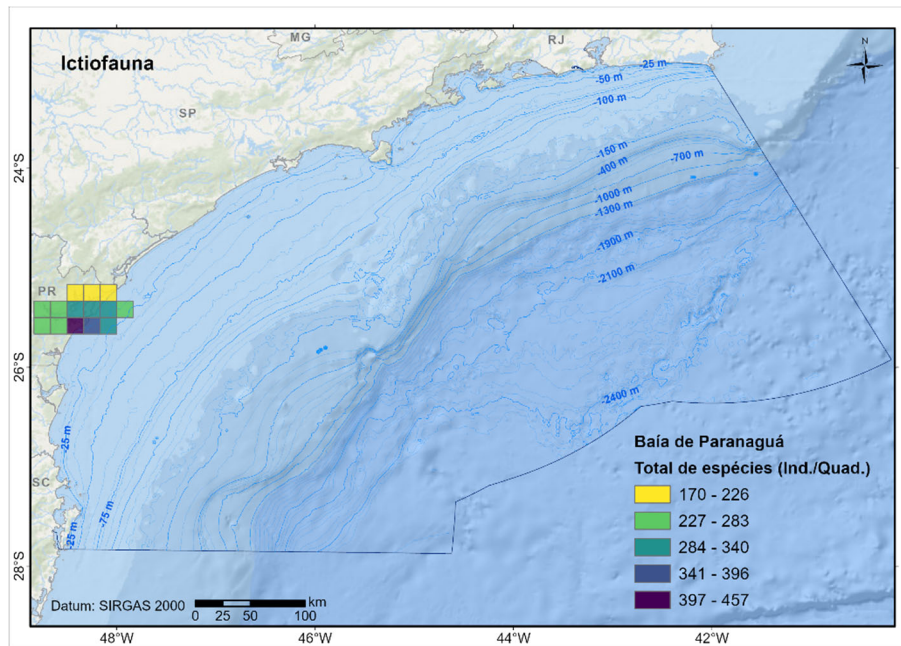 Ictiofauna
MG
RJ
N
SP
-25 m
-50 m
-100 m
24°S
-150 m
-400 m
-700 m
-1000 m
-1300 m
-1900 m
-2100 m
PR
26°S
-2400 m
-25 m
SC
-75 m
-25 m
Baía de Paranaguá
Total de espécies (Ind./Quad.)
170 - 226
227 - 283
284 - 340
341 - 396
397 - 457
28°S
Datum: SIRGAS 2000
km
0 25 50 100
48°W 46°W 44°W 42°W